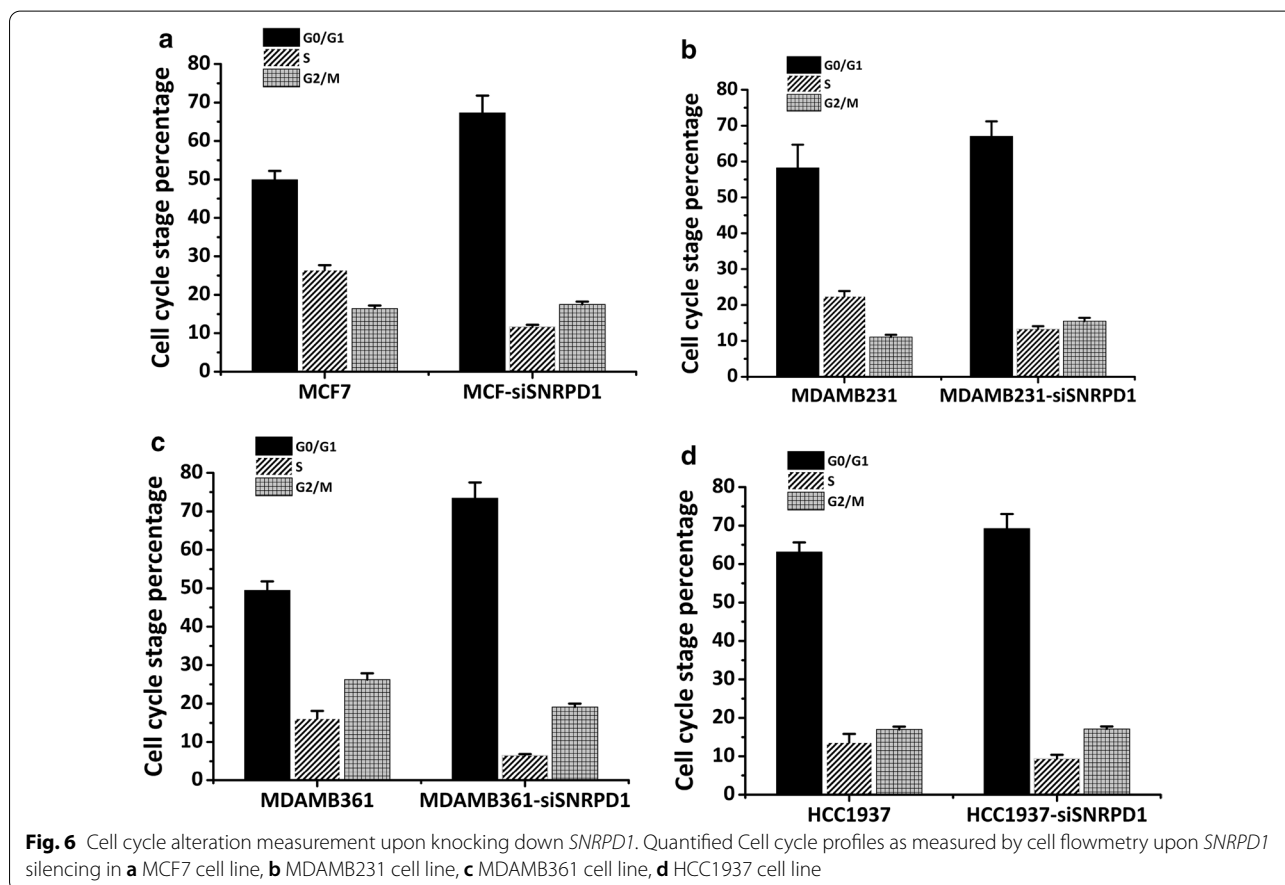 a
G0/G1
S
G2/M
80
70
60
50
40
30
20
10
0
Cell cycle stage percentage
MCF7
MCF-siSNRPD1
b
G0/G1
S
G2/M
80
70
60
50
40
30
20
10
0
Cell cycle stage percentage
MDAMB231
MDAMB231-siSNRPD1
c
G0/G1
S
G2/M
80
70
60
50
40
30
20
10
0
Cell cycle stage percentage
MDAMB361
MDAMB361-siSNRPD1
d
G0/G1
S
G2/M
80
70
60
50
40
30
20
10
0
Cell cycle stage percentage
HCC1937
HCC1937-siSNRPD1
Fig. 6 Cell cycle alteration measurement upon knocking down SNRPD1. Quantified Cell cycle profiles as measured by cell flowmetry upon SNRPD1
silencing in a MCF7 cell line, b MDAMB231 cell line, c MDAMB361 cell line, d HCC1937 cell line